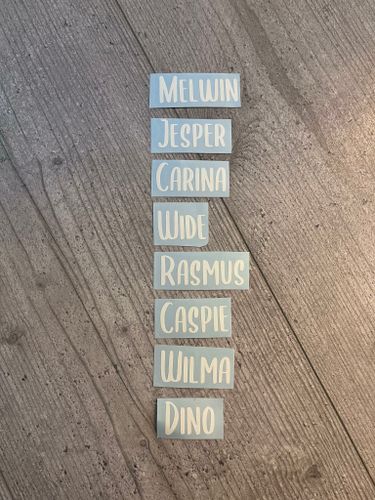 MELWIN
JESPER
CARINA
WIDE
RASMUS
CASPIE
WILMA
DINO